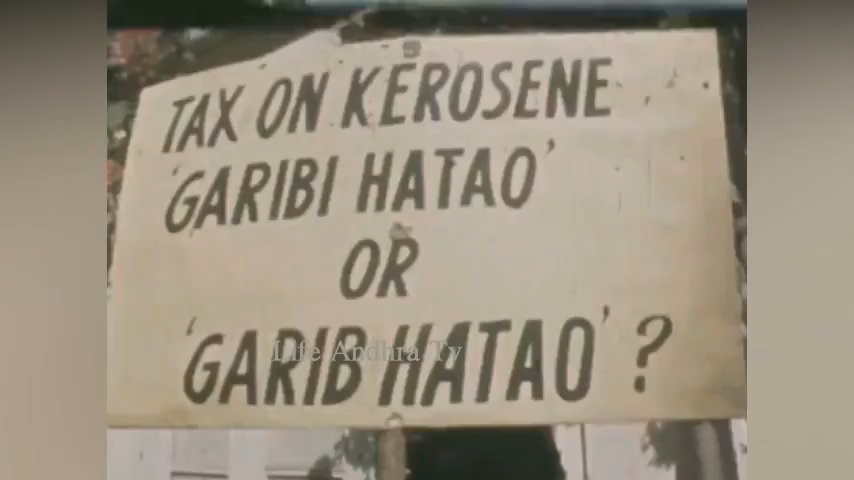 TAX ON KEROSENE
'GARIBI HATAO'
OR
'GARIB HATAO' ?
Life Andhra Tv